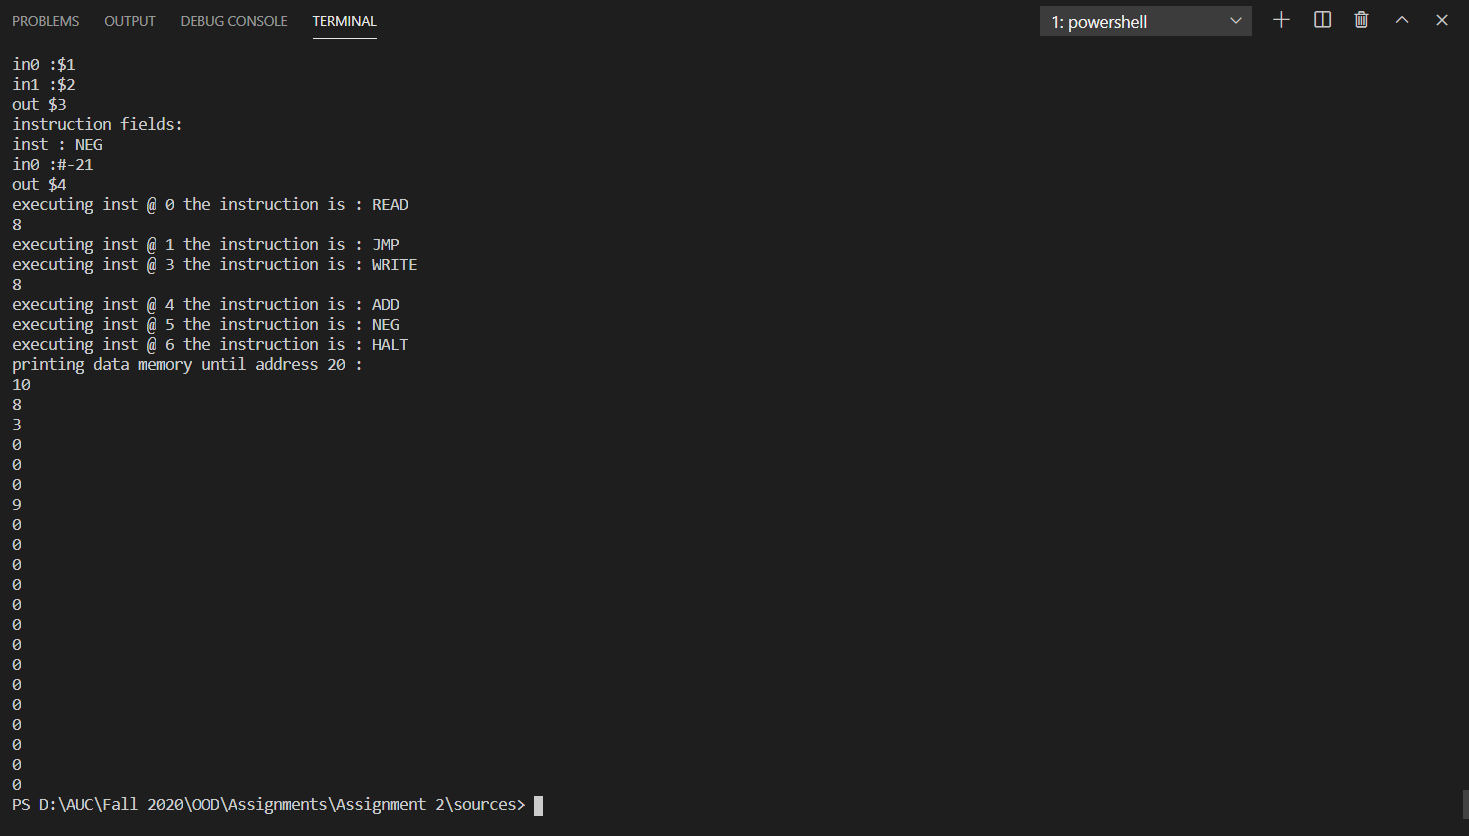 PROBLEMS OUTPUT DEBUG CONSOLE TERMINAL 1: powershell
in0 :$1
in1 :$2
out $3
instruction fields:
inst : NEG
in0 :#-21
out $4
executing inst @ 0 the instruction is : READ
8
executing inst @ 1 the instruction is : JMP
executing inst @ 3 the instruction is : WRITE
8
executing inst @ 4 the instruction is : ADD
executing inst @ 5 the instruction is : NEG
executing inst @ 6 the instruction is : HALT
printing data memory until address 20 :
10
8
3
0
0
0
9
0
0
0
0
0
0
0
0
0
0
0
0
0
0
PS D:\AUC\Fall 2020\OOD\Assignments\Assignment 2\sources>